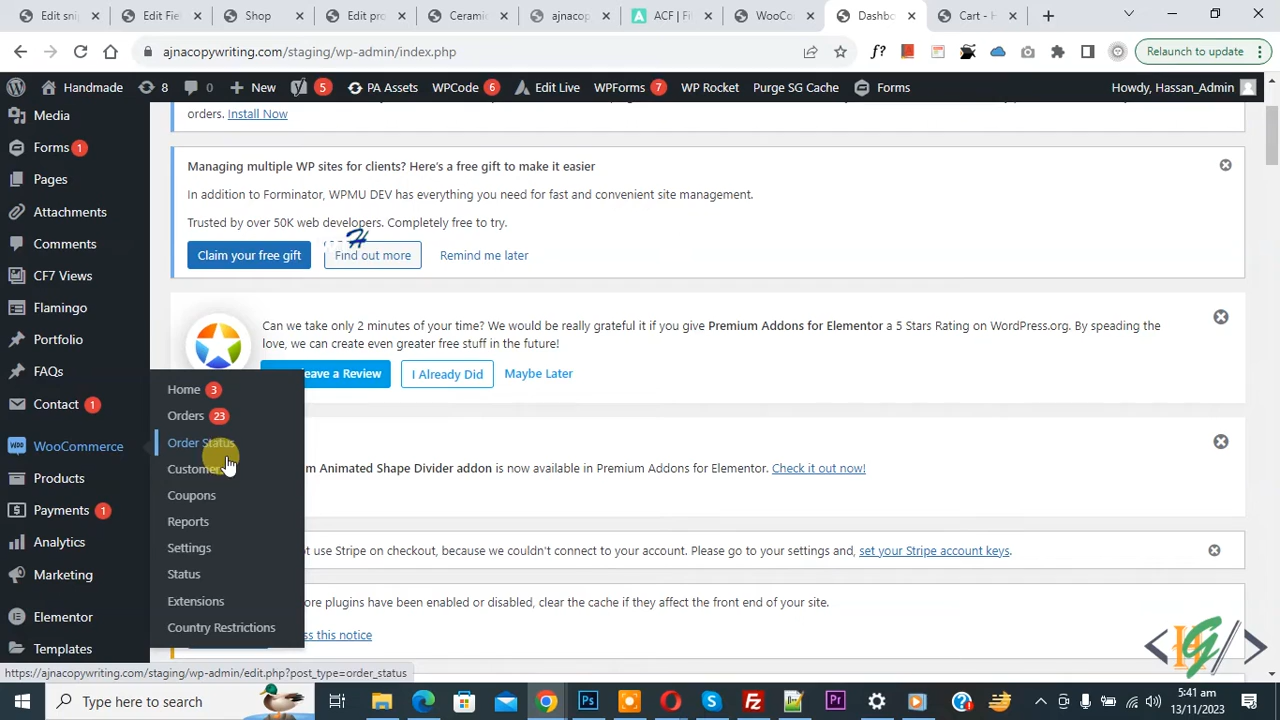 Edit sni
Edit Fie
Shop
Edit pro
Ceramic
ajnacop
ACF | Fi
WooCo
Dashbo
Cart - H
ajnacopywriting.com/staging/wp-admin/index.php
Relaunch to update
Handmade
8
0
New
5
PA Assets
WPCode
6
Edit Live
WPForms
7
WP Rocket
Purge SG Cache
Forms
Howdy, Hassan_Admin
Media
Forms 1
Pages
Attachments
Comments
CF7 Views
Flamingo
Portfolio
FAQs
Contact 1
WooCommerce
Products
Payments 1
Analytics
Marketing
Elementor
Templates
Home 3
Orders 23
Order Status
Customers
Coupons
Reports
Settings
Status
Extensions
Country Restrictions
orders. Install Now
Managing multiple WP sites for clients? Here's a free gift to make it easier
In addition to Forminator, WPMU DEV has everything you need for fast and convenient site management.
Trusted by over 50K web developers. Completely free to try.
Claim your free gift
Find out more
Remind me later
Can we take only 2 minutes of your time? We would be really grateful it if you give Premium Addons for Elementor a 5 Stars Rating on WordPress.org. By speading the
love, we can create even greater free stuff in the future!
eave a Review
I Already Did
Maybe Later
m Animated Shape Divider addon is now available in Premium Addons for Elementor. Check it out now!
ot use Stripe on checkout, because we couldn't connect to your account. Please go to your settings and, set your Stripe account keys.
ore plugins have been enabled or disabled, clear the cache if they affect the front end of your site.
ss this notice
https://ajnacopywriting.com/staging/wp-admin/edit.php?post_type=order_status
Type here to search
5:41 am
13/11/2023